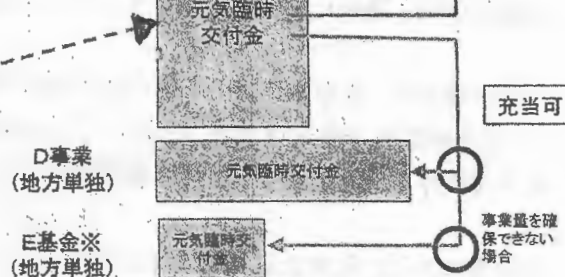 元気臨時
交付金
充当可
D事業
(地方単独)
元気臨時交付金
E基金※
(地方単独)
元気臨時交
付金
事業量を確
保できない
場合